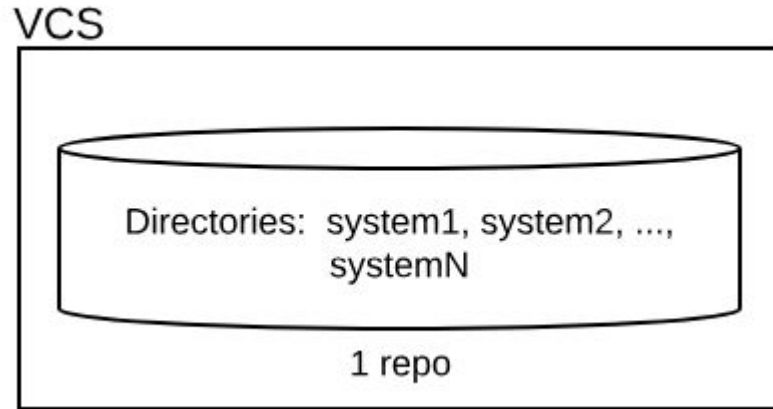 VCS
Directories:  system1, system2, ...,
systemN
1 repo